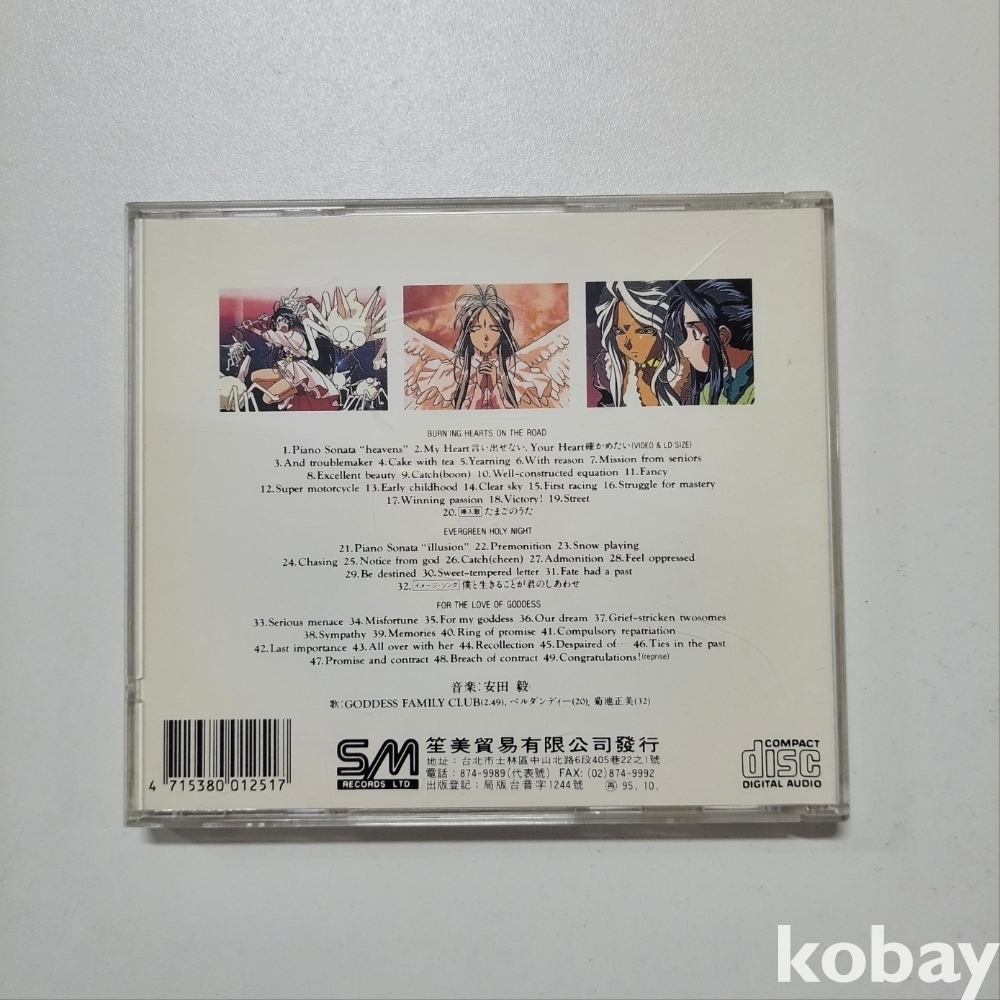 BURN'ING HEARTS ON THE ROAD
1.Piano Sonata "heavens" 2.My Heart言い出せない, Your Heart確かめたい(VIDEO & LD SIZE)
3.And troublemaker 4.Cake with tea 5.Yearning 6.With reason 7.Mission from seniors
8.Excellent beauty 9.Catch(boon) 10.Well-constructed equation 11.Fancy
12.Super motorcycle 13.Early childhood 14.Clear sky 15.First racing 16.Struggle for mastery
17.Winning passion 18.Victory! 19.Street
20.挿入歌 たまごのうた
EVERGREEN HOLY NIGHT
21.Piano Sonata "illusion" 22.Premonition 23.Snow playing
24.Chasing 25.Notice from god 26.Catch(cheen) 27.Admonition 28.Feel oppressed
29.Be destined 30.Sweet-tempered letter 31.Fate had a past
32.イメージ・ソング 僕と生きることが君のしあわせ
FOR THE LOVE OF GODDESS
33.Serious menace 34.Misfortune 35.For my goddess 36.Our dream 37.Grief-stricken twosomes
38.Sympathy 39.Memories 40.Ring of promise 41.Compulsory repatriation
42.Last importance 43.All over with her 44.Recollection 45.Despaired of… 46.Ties in the past
47.Promise and contract 48.Breach of contract 49.Congratulations!(reprise)
音楽:安田 毅
歌:GODDESS FAMILY CLUB(2.49), ベルダンディー(20), 菊池正美(32)
4 715380 012517
SM
RECORDS LTD
笙美貿易有限公司發行
地址:台北市士林區中山北路6段405巷22之1號
電話:874-9989(代表號) FAX:(02)874-9992
出版登記:局版台音字1244號 再 95.10.
COMPACT
disc
DIGITAL AUDIO
kobay